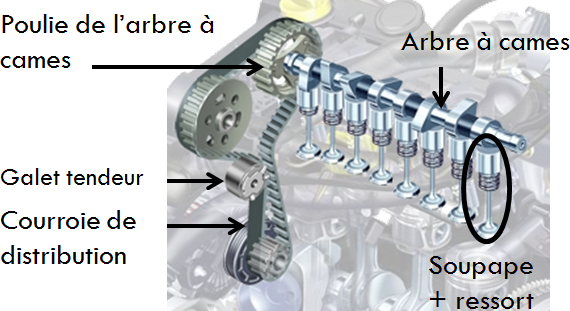 Poulie de l’arbre à
cames
Arbre à cames
Galet tendeur
Courroie de
distribution
Soupape
+ ressort